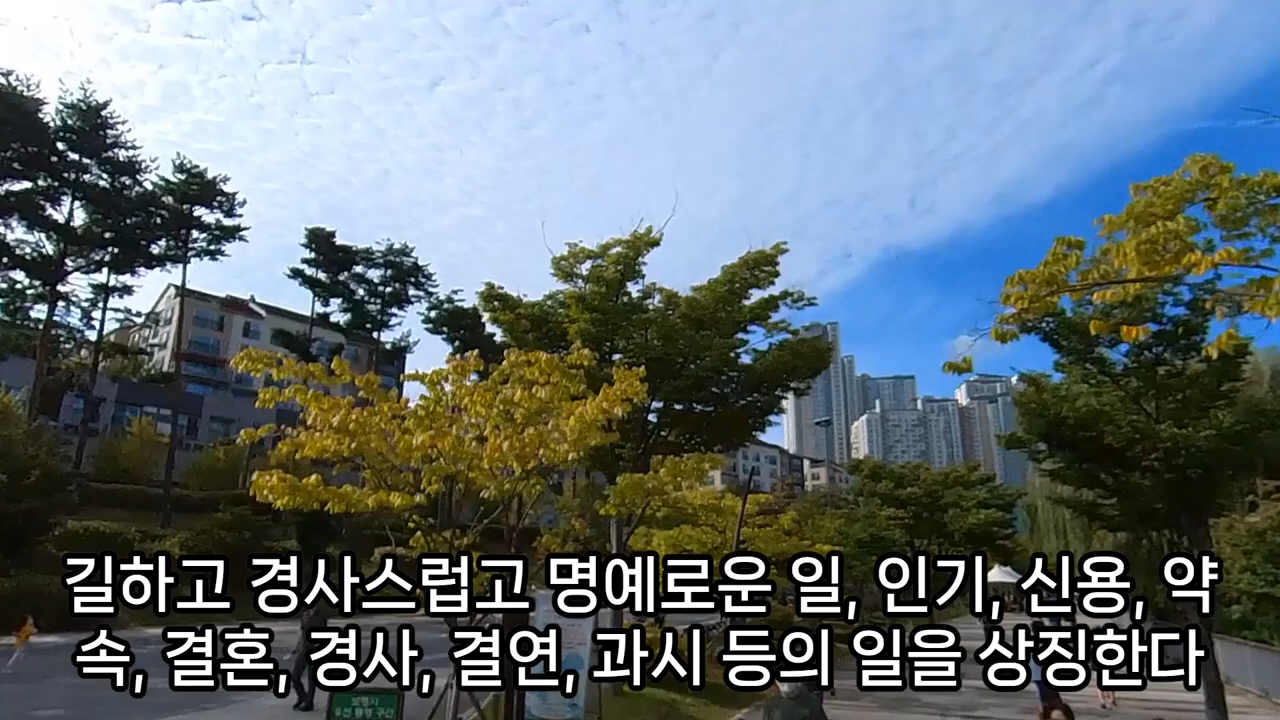 길하고 경사스럽고 명예로운 일, 인기, 신용, 약
속, 결혼, 경사, 결연, 과시 등의 일을 상징한다